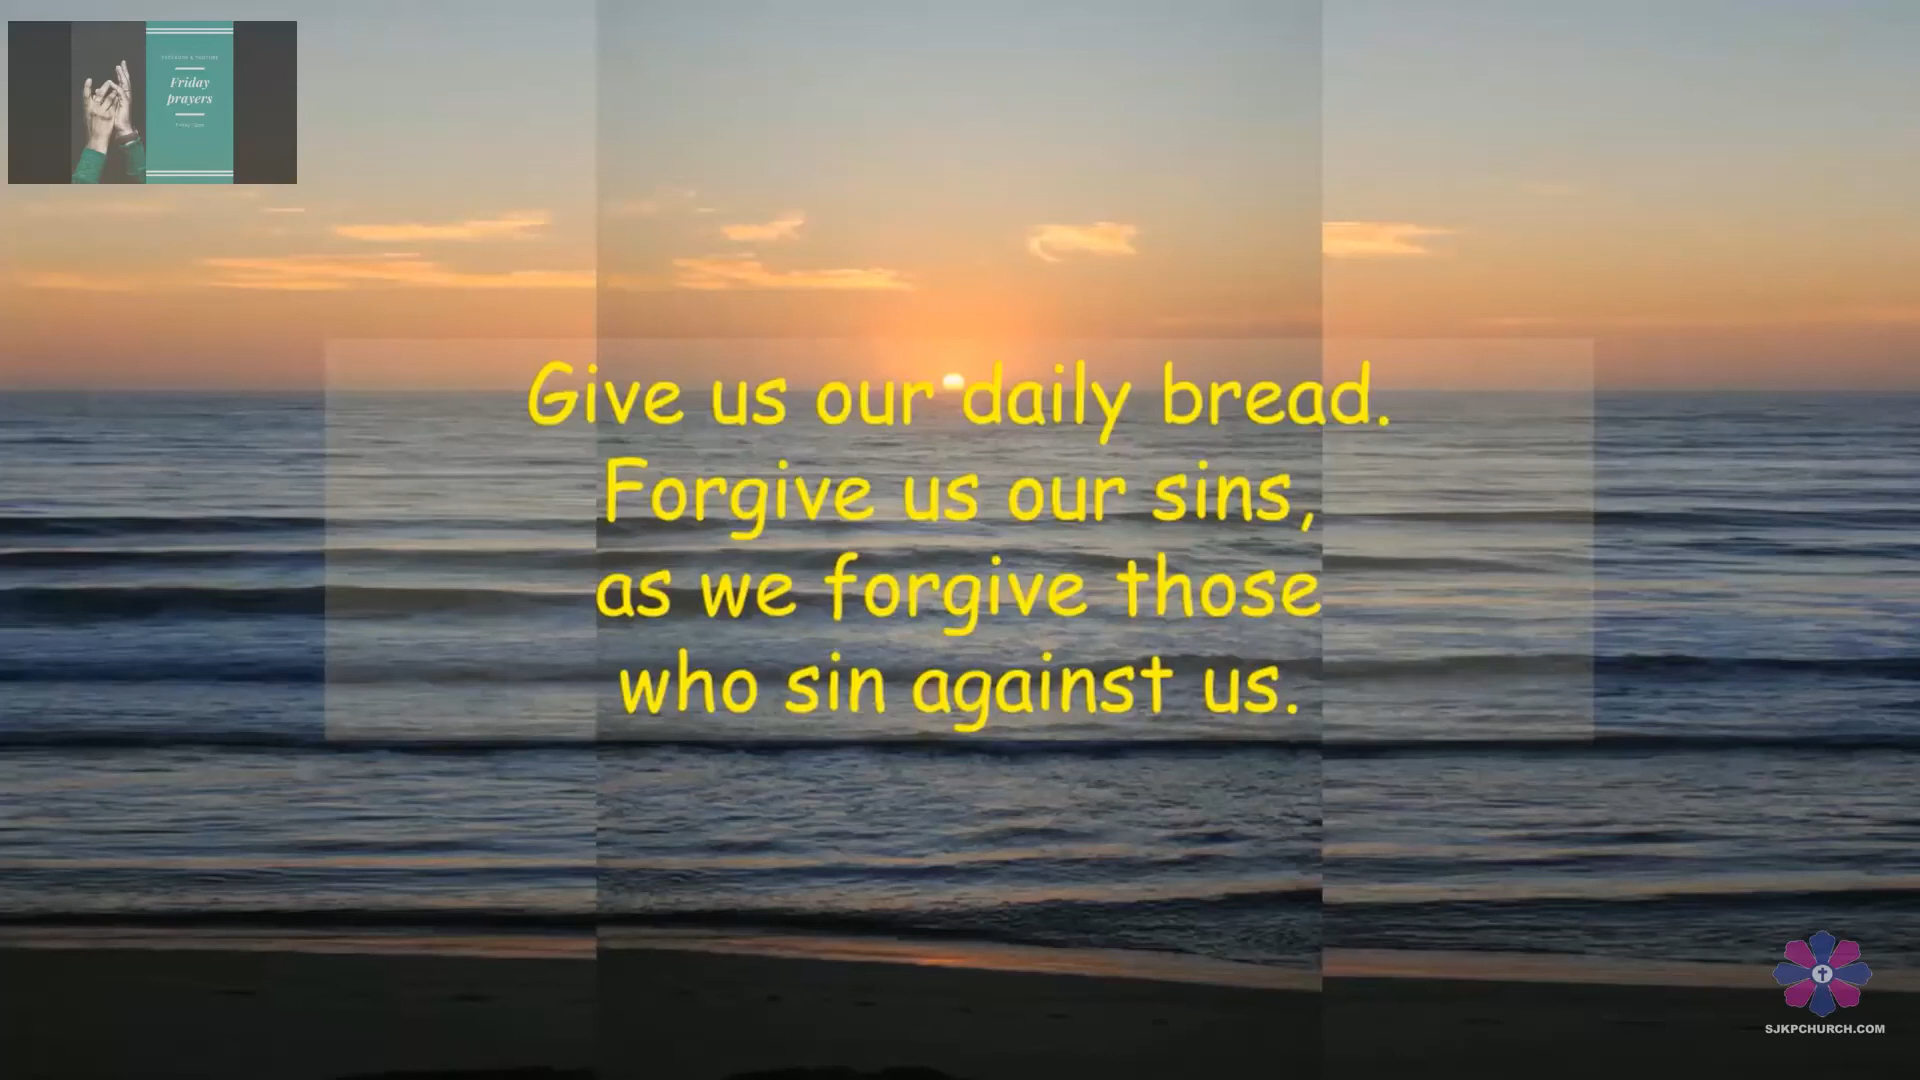 Friday
prayers
Give us our daily bread.
Forgive us our sins,
as we forgive those
who sin against us.
SJKPCHURCH.COM